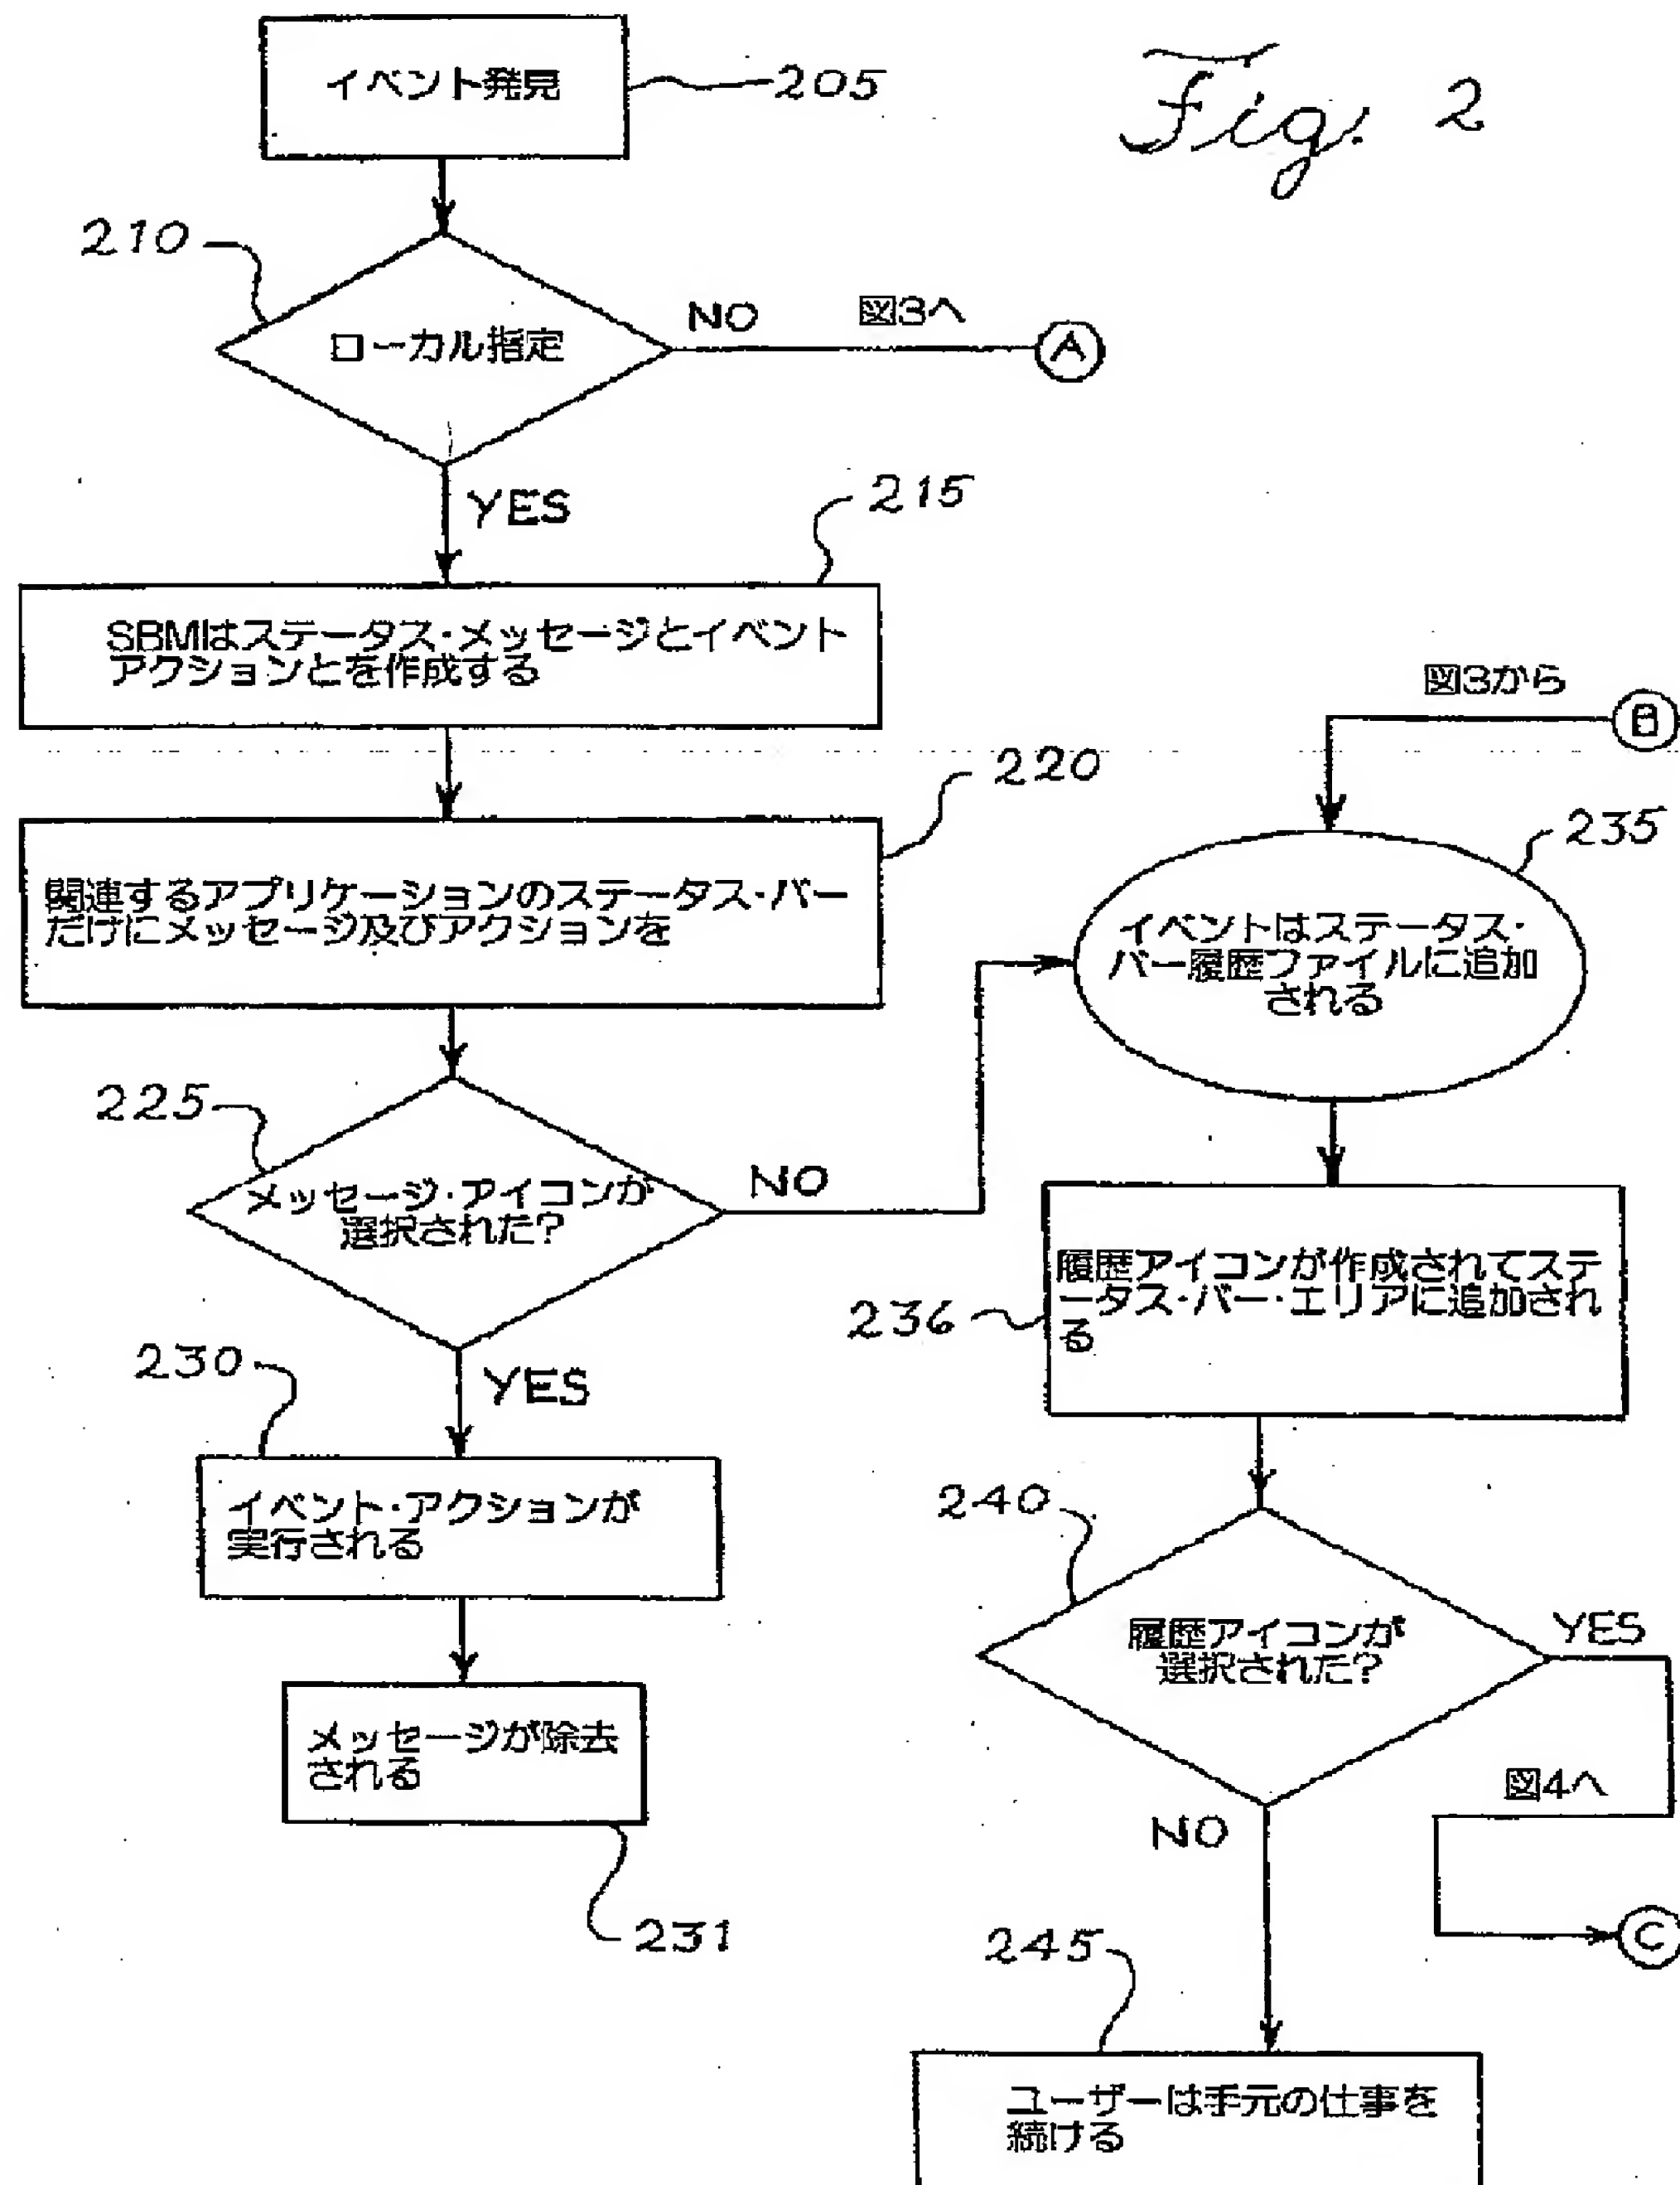 Fig. 2
イベント発見
205
210
ローカル指定
NO
図3へ
A
YES
215
SBMはステータス・メッセージとイベント
アクションとを作成する
220
関連するアプリケーションのステータス・バー
だけにメッセージ及びアクションを
225
メッセージ・アイコンが
選択された?
NO
YES
230
イベント・アクションが
実行される
メッセージが除去
される
231
図3から
B
235
イベントはステータス・
バー履歴ファイルに追加
される
236
履歴アイコンが作成されてステ
ータス・バー・エリアに追加され
る
240
履歴アイコンが
選択された?
YES
図4へ
C
NO
245
ユーザーは手元の仕事を
続ける